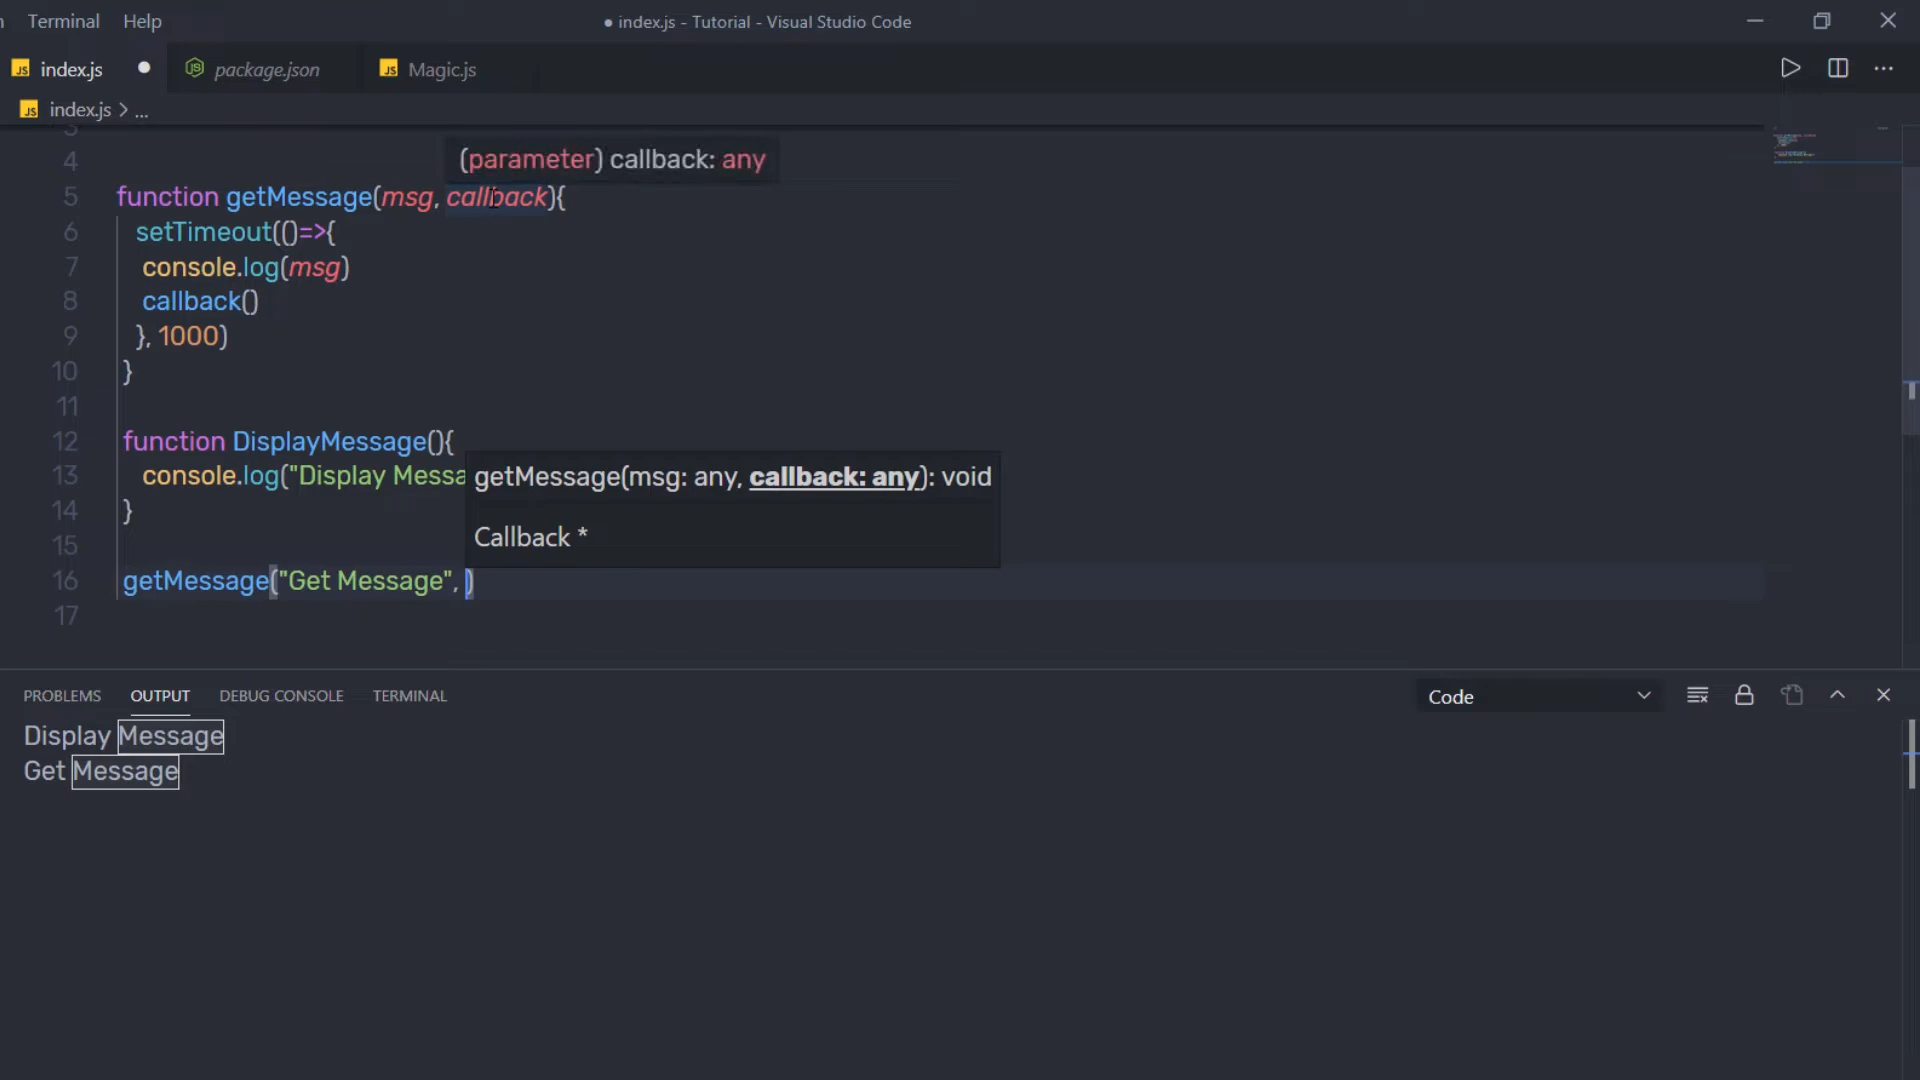 Terminal Help
● index.js - Tutorial - Visual Studio Code
index.js
package.json
Magic.js
index.js > ...
3
4
(parameter) callback: any
5 function getMessage(msg, callback){
6 setTimeout(()=>{
7 console.log(msg)
8 callback()
9 }, 1000)
10 }
11
12 function DisplayMessage(){
13 console.log("Display Messa
getMessage(msg: any, callback: any): void
Callback *
14 }
15
16 getMessage("Get Message", )
17
PROBLEMS OUTPUT DEBUG CONSOLE TERMINAL
Code
Display Message
Get Message